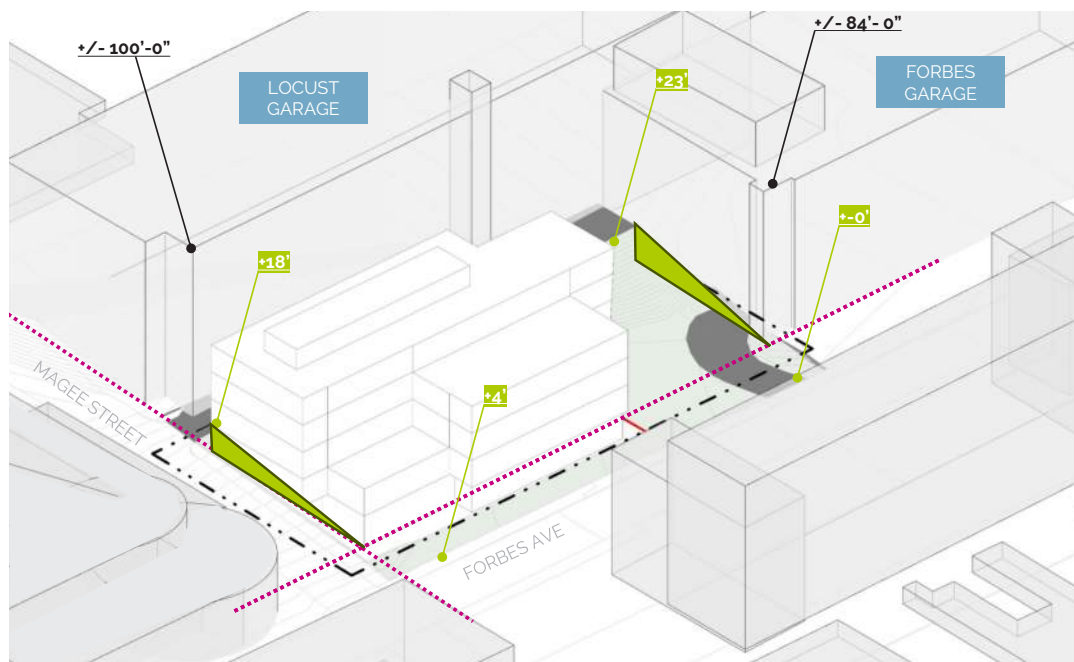 +/- 100'-0"
+/- 84'- 0"
LOCUST
GARAGE
+23'
FORBES
GARAGE
+-0'
+18'
MAGEE STREET
+4'
FORBES AVE